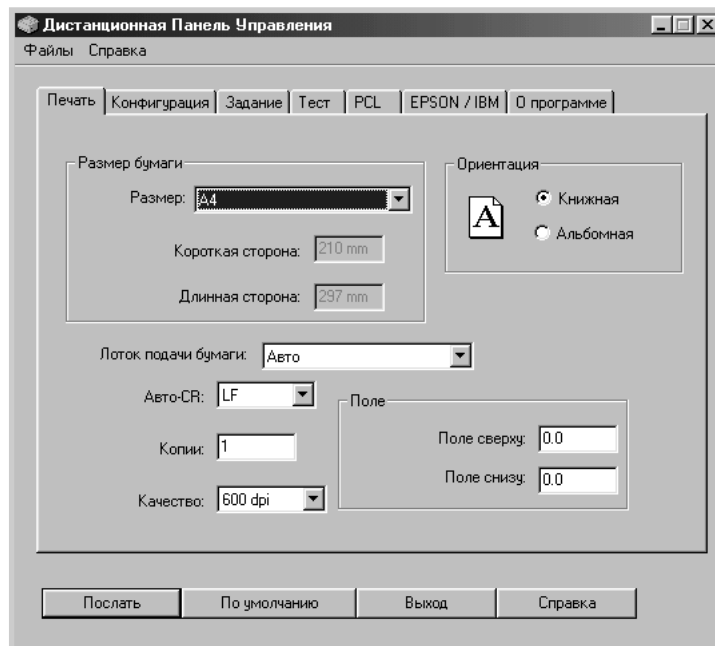 Дистанционная Панель Управления
Файлы Справка
Печать Конфигурация Задание Тест PCL EPSON / IBM О программе
Размер бумаги
Размер: A4
Короткая сторона: 210 mm
Длинная сторона: 297 mm
Ориентация
A
Книжная
Альбомная
Лоток подачи бумаги: Авто
Авто-CR: LF
Копии: 1
Качество: 600 dpi
Поле
Поле сверху: 0.0
Поле снизу: 0.0
Послать По умолчанию Выход Справка